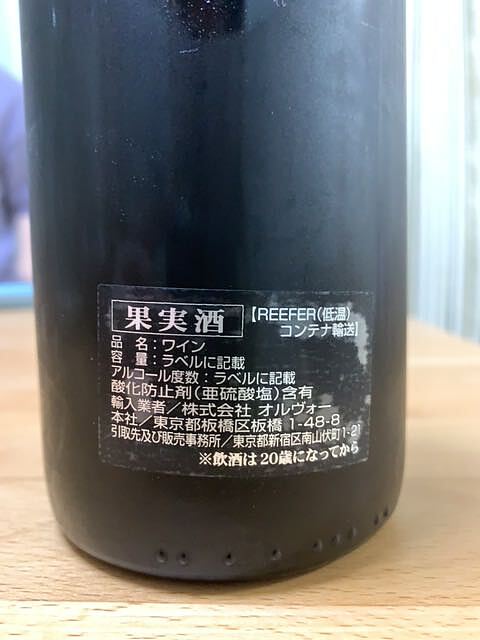 果実酒
【REEFER(低温)
コンテナ輸送】
品　名：ワイン
容　量：ラベルに記載
アルコール度数：ラベルに記載
酸化防止剤(亜硫酸塩)含有
輸入業者／株式会社 オルヴォー
本社／東京都板橋区板橋 1-48-8
引取先及び販売事務所／東京都新宿区南山伏町1-21
※飲酒は20歳になってから